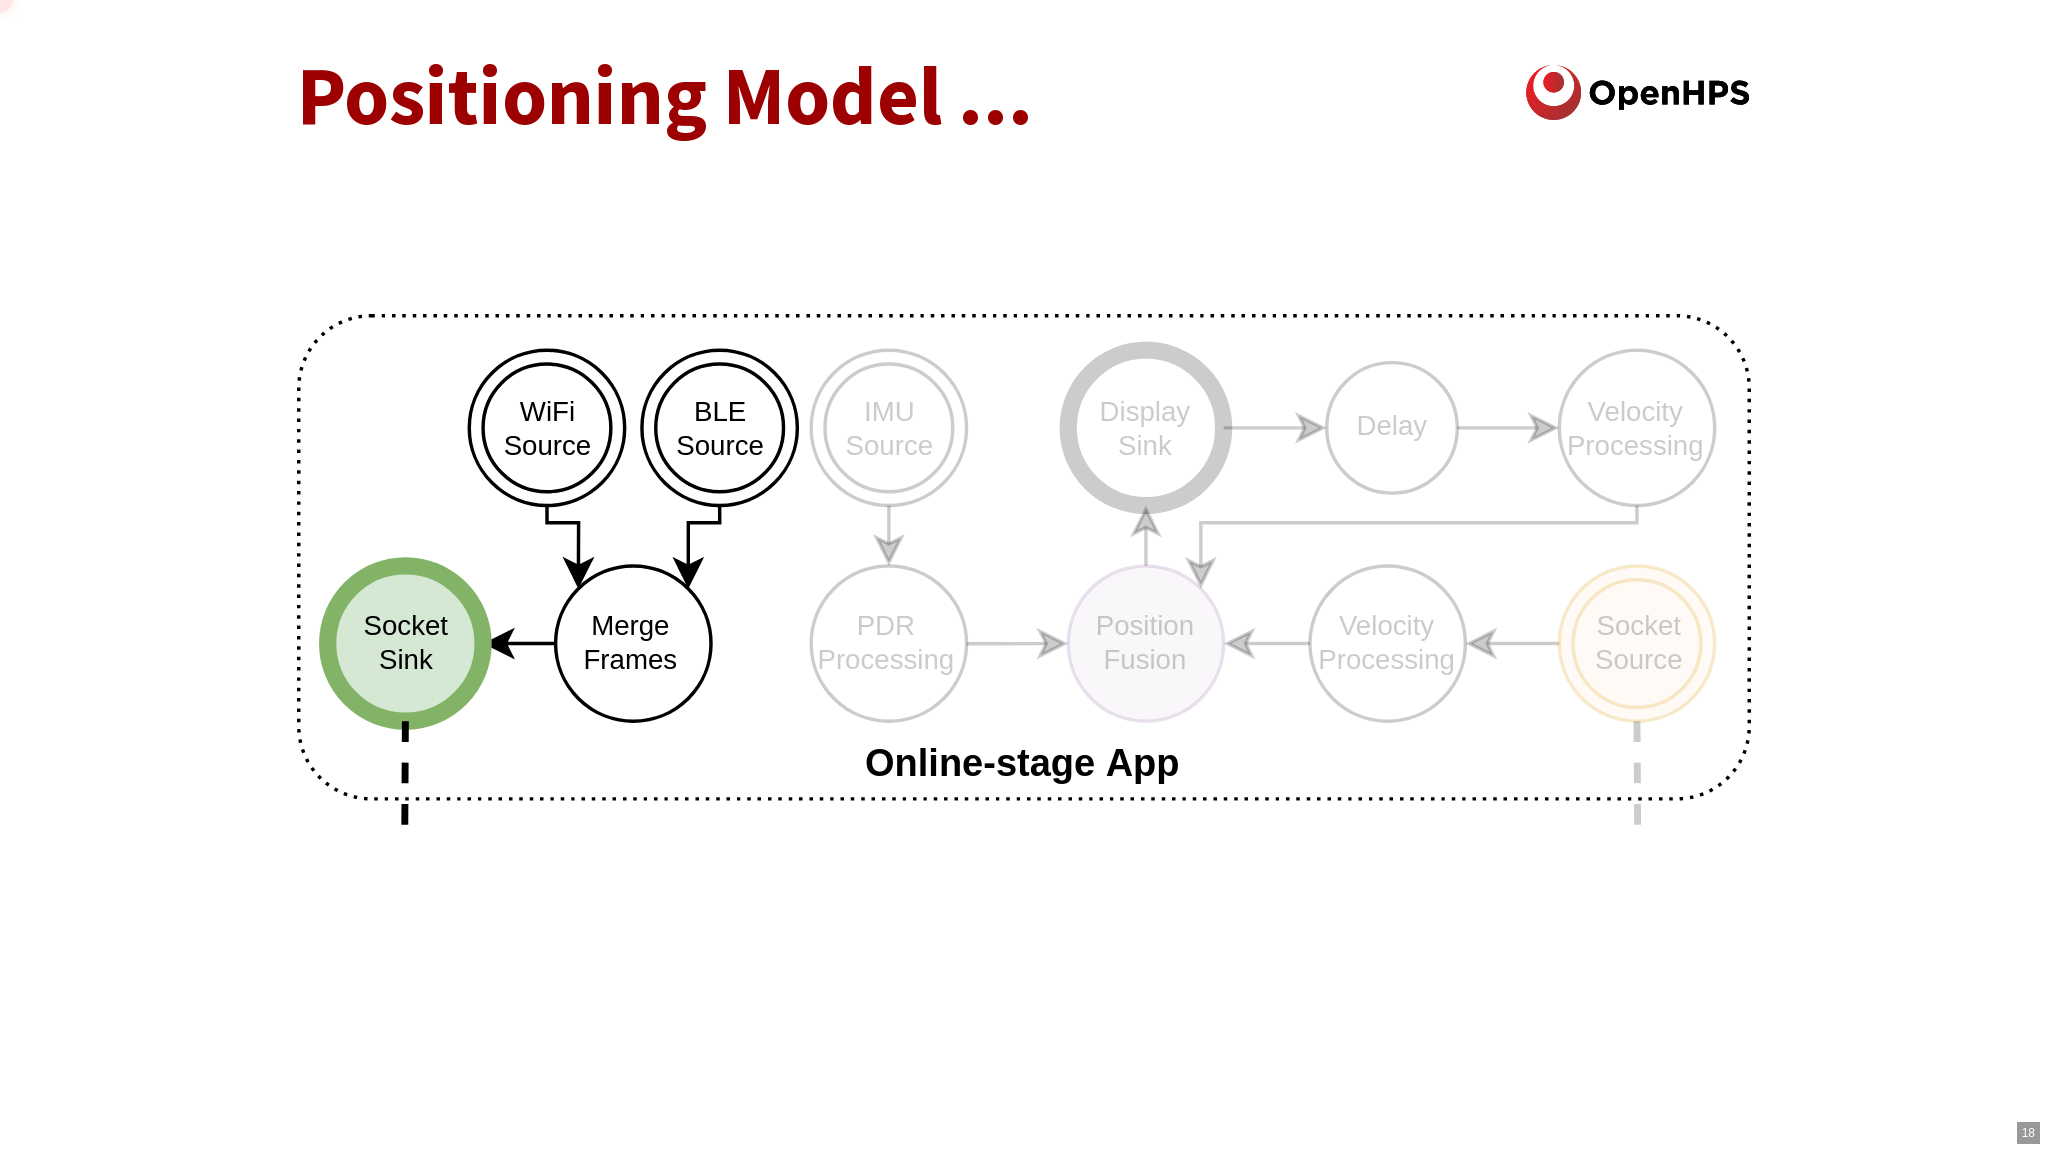 Positioning Model ...
OpenHPS
WiFi
Source
BLE
Source
IMU
Source
Display
Sink
Delay
Velocity
Processing
Socket
Sink
Merge
Frames
PDR
Processing
Position
Fusion
Velocity
Processing
Socket
Source
Online-stage App
18